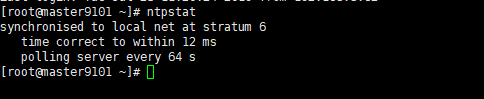 [root@master9101 ~]# ntpstat
synchronised to local net at stratum 6
time correct to within 12 ms
polling server every 64 s
[root@master9101 ~]#